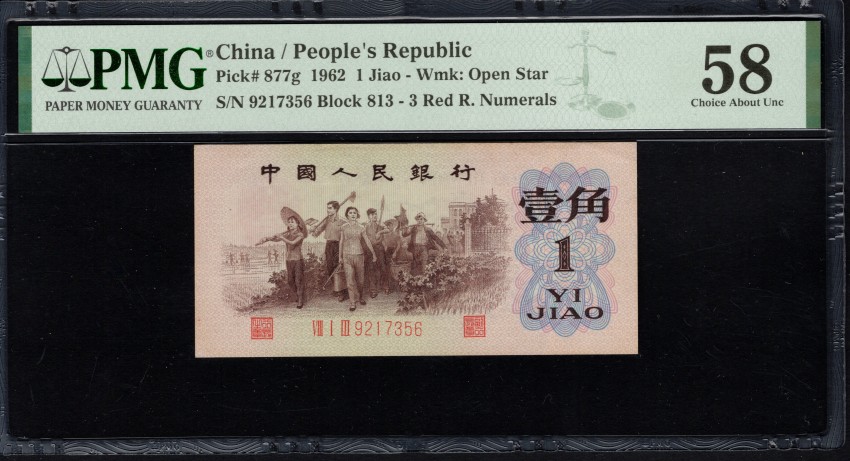 PMG®
PAPER MONEY GUARANTY
China / People's Republic
Pick# 877g 1962 1 Jiao - Wmk: Open Star
S/N 9217356 Block 813 - 3 Red R. Numerals
58
Choice About Unc
中國人民銀行
壹角
1
YI
JIAO
VIII I III 9217356